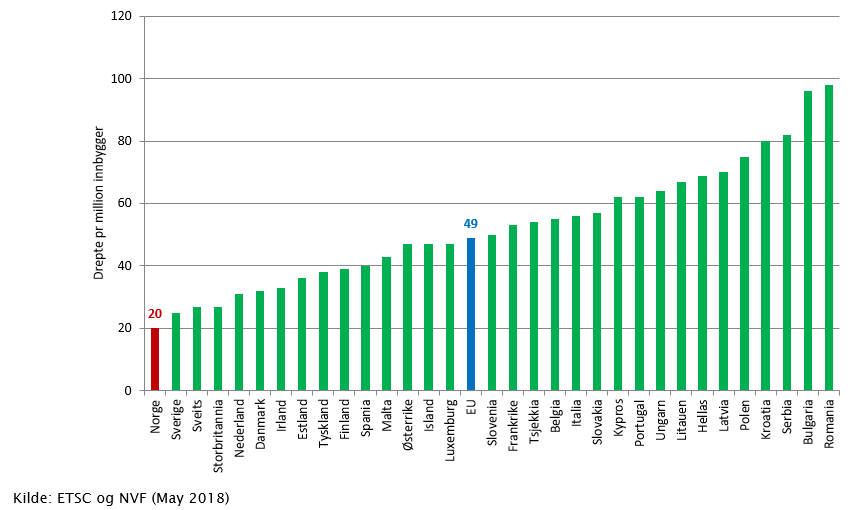 120
100
80
60
40
20
0
Drepte pr million innbygger
20
49
Norge
Sverige
Sveits
Storbritannia
Nederland
Danmark
Irland
Estland
Tyskland
Finland
Spania
Malta
Østerrike
Island
Luxemburg
EU
Slovenia
Frankrike
Tsjekkia
Belgia
Italia
Slovakia
Kypros
Portugal
Ungarn
Litauen
Hellas
Latvia
Polen
Kroatia
Serbia
Bulgaria
Romania
Kilde: ETSC og NVF (May 2018)